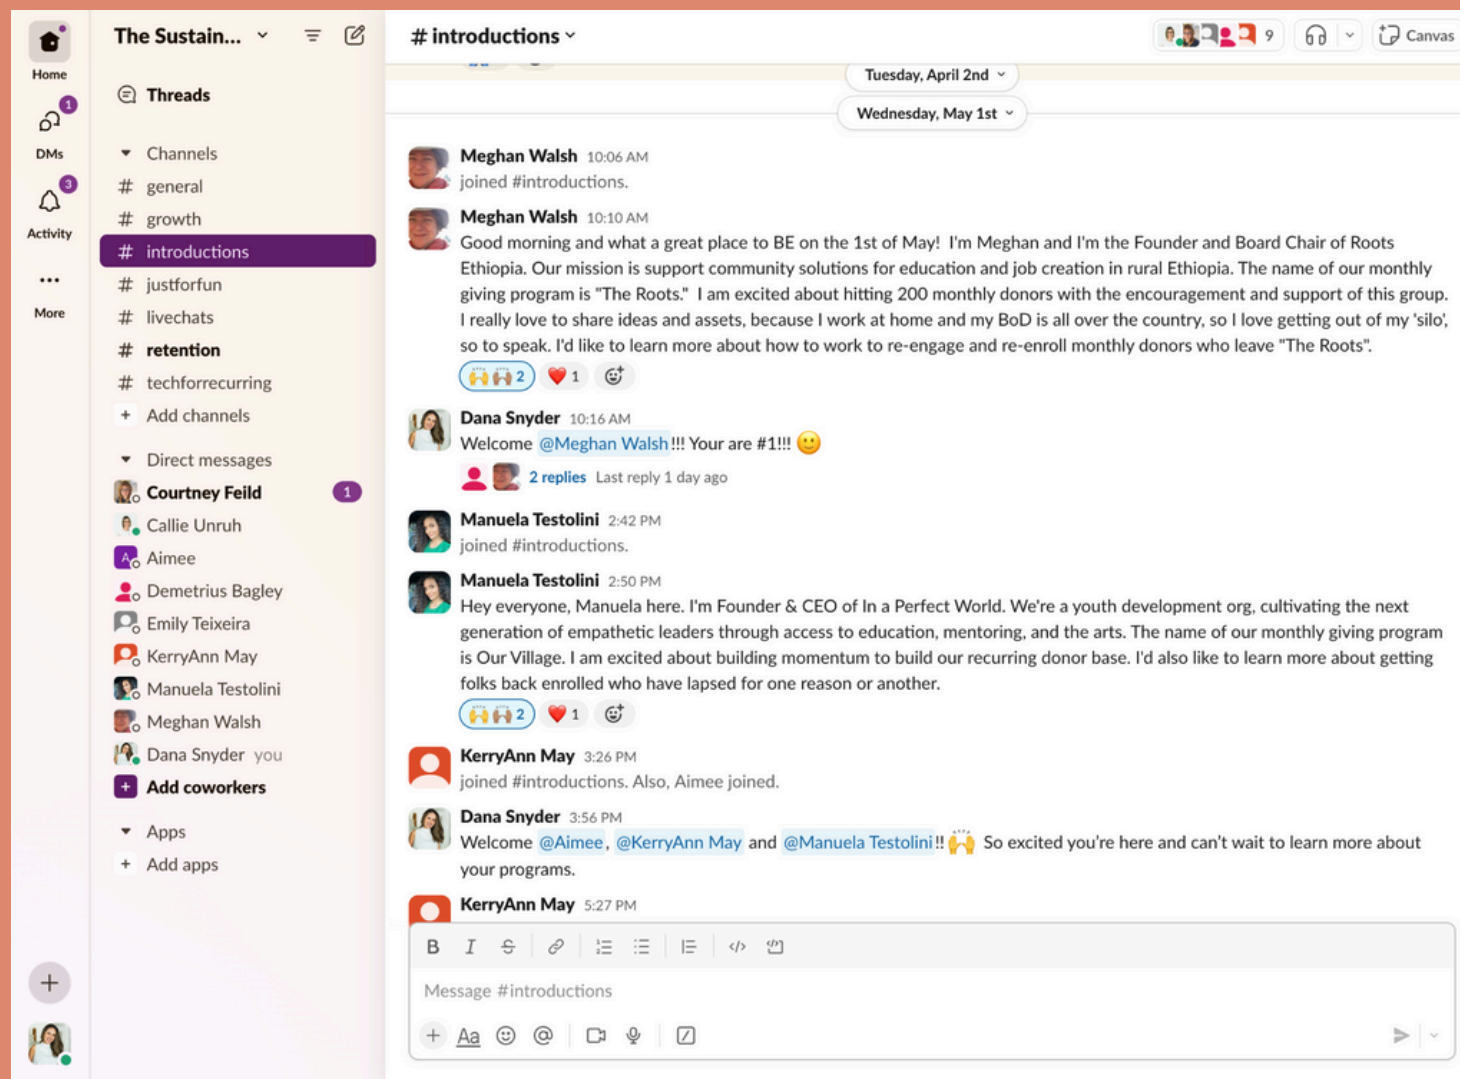 The Sustain...
# introductions
9
Canvas
Home
Threads
Tuesday, April 2nd
Wednesday, May 1st
1
DMs
3
Activity
More
Channels
# general
# growth
# introductions
# justforfun
# livechats
# retention
# techforrecurring
+ Add channels
Direct messages
Courtney Feild 1
Callie Unruh
A Aimee
Demetrius Bagley
Emily Teixeira
KerryAnn May
Manuela Testolini
Meghan Walsh
Dana Snyder you
+ Add coworkers
Apps
+ Add apps
Meghan Walsh 10:06 AM
joined #introductions.
Meghan Walsh 10:10 AM
Good morning and what a great place to BE on the 1st of May! I'm Meghan and I'm the Founder and Board Chair of Roots
Ethiopia. Our mission is support community solutions for education and job creation in rural Ethiopia. The name of our monthly
giving program is "The Roots." I am excited about hitting 200 monthly donors with the encouragement and support of this group.
I really love to share ideas and assets, because I work at home and my BoD is all over the country, so I love getting out of my 'silo',
so to speak. I'd like to learn more about how to work to re-engage and re-enroll monthly donors who leave "The Roots".
🙌🙌🏽 2 ❤️ 1
Dana Snyder 10:16 AM
Welcome @Meghan Walsh!!! Your are #1!!! 🙂
2 replies Last reply 1 day ago
Manuela Testolini 2:42 PM
joined #introductions.
Manuela Testolini 2:50 PM
Hey everyone, Manuela here. I'm Founder & CEO of In a Perfect World. We're a youth development org, cultivating the next
generation of empathetic leaders through access to education, mentoring, and the arts. The name of our monthly giving program
is Our Village. I am excited about building momentum to build our recurring donor base. I'd also like to learn more about getting
folks back enrolled who have lapsed for one reason or another.
🙌🙌🏽 2 ❤️ 1
KerryAnn May 3:26 PM
joined #introductions. Also, Aimee joined.
Dana Snyder 3:56 PM
Welcome @Aimee, @KerryAnn May and @Manuela Testolini!! 🙌 So excited you're here and can't wait to learn more about
your programs.
KerryAnn May 5:27 PM
B I S
Message #introductions
+ Aa @